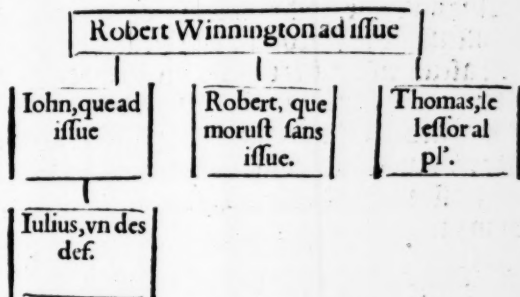 Robert Winnington ad iſſue
Iohn, que ad
iſſue
Robert, que
moruſt ſans
iſſue.
Thomas, le
leſſor al
pl'.
Iulius, vn des
def.